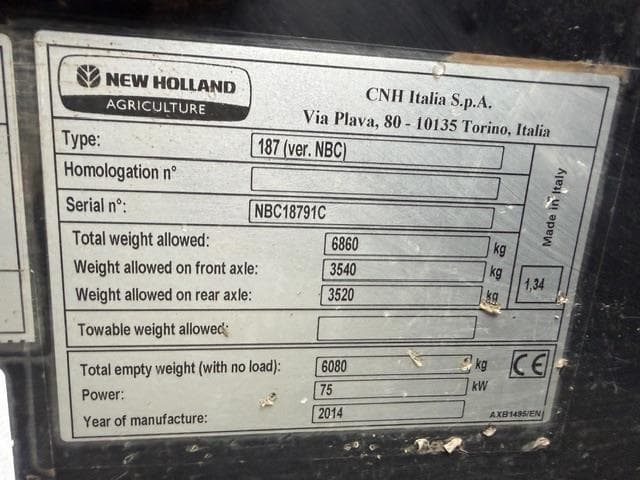 NEW HOLLAND
AGRICULTURE
CNH Italia S.p.A.
Via Plava, 80 - 10135 Torino, Italia
Type: 187 (ver. NBC)
Homologation n°
Serial n°: NBC18791C
Made in Italy
Total weight allowed: 6860 kg
Weight allowed on front axle: 3540 kg
Weight allowed on rear axle: 3520 kg
1,34
Towable weight allowed:
Total empty weight (with no load): 6080 kg
CE
Power: 75 kW
Year of manufacture: 2014
AXB1495/EN